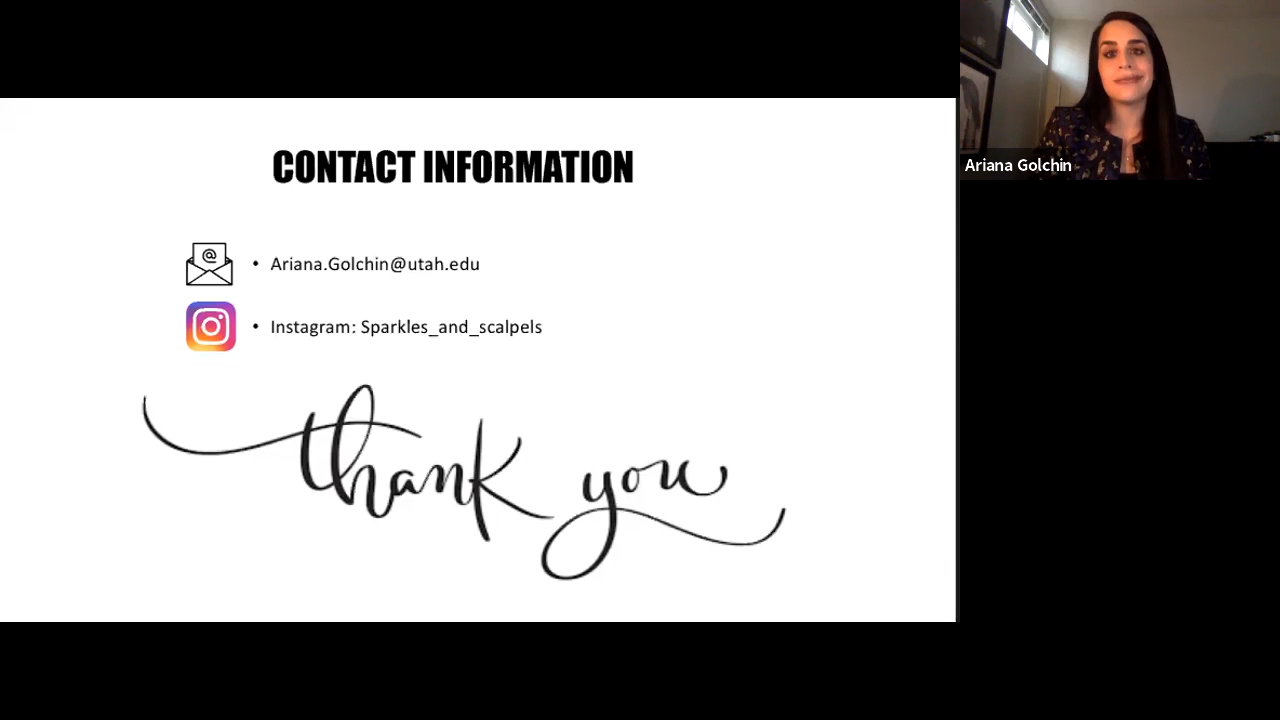 CONTACT INFORMATION
@
• Ariana.Golchin@utah.edu
• Instagram: Sparkles_and_scalpels
thank you
Ariana Golchin